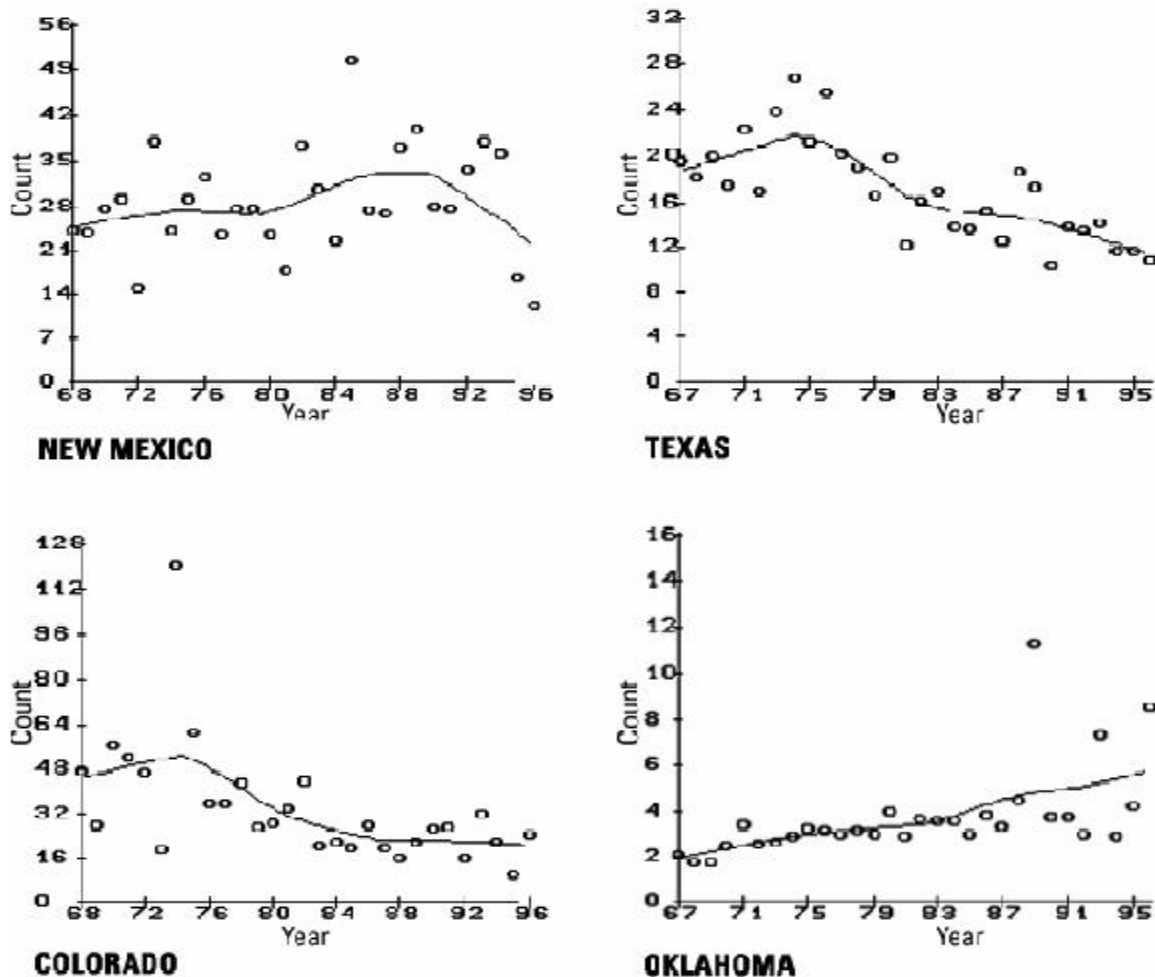 56
49
42
35
28
21
14
7
0
Count
68 72 76 80 84 88 92 96
Year
NEW MEXICO
32
28
24
20
16
12
8
4
0
Count
67 71 75 79 83 87 91 95
Year
TEXAS
128
112
96
80
64
48
32
16
0
Count
68 72 76 80 84 88 92 96
Year
COLORADO
16
14
12
10
8
6
4
2
0
Count
67 71 75 79 83 87 91 95
Year
OKLAHOMA